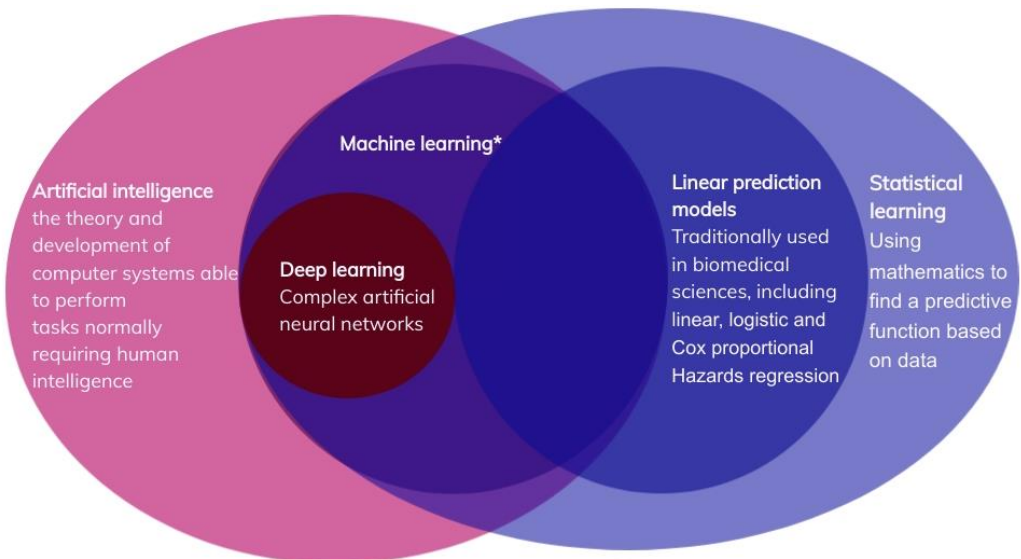 Machine learning*
Artificial intelligence
the theory and
development of
computer systems able
to perform
tasks normally
requiring human
intelligence
Deep learning
Complex artificial
neural networks
Linear prediction
models
Traditionally used
in biomedical
sciences, including
linear, logistic and
Cox proportional
Hazards regression
Statistical
learning
Using
mathematics to
find a predictive
function based
on data